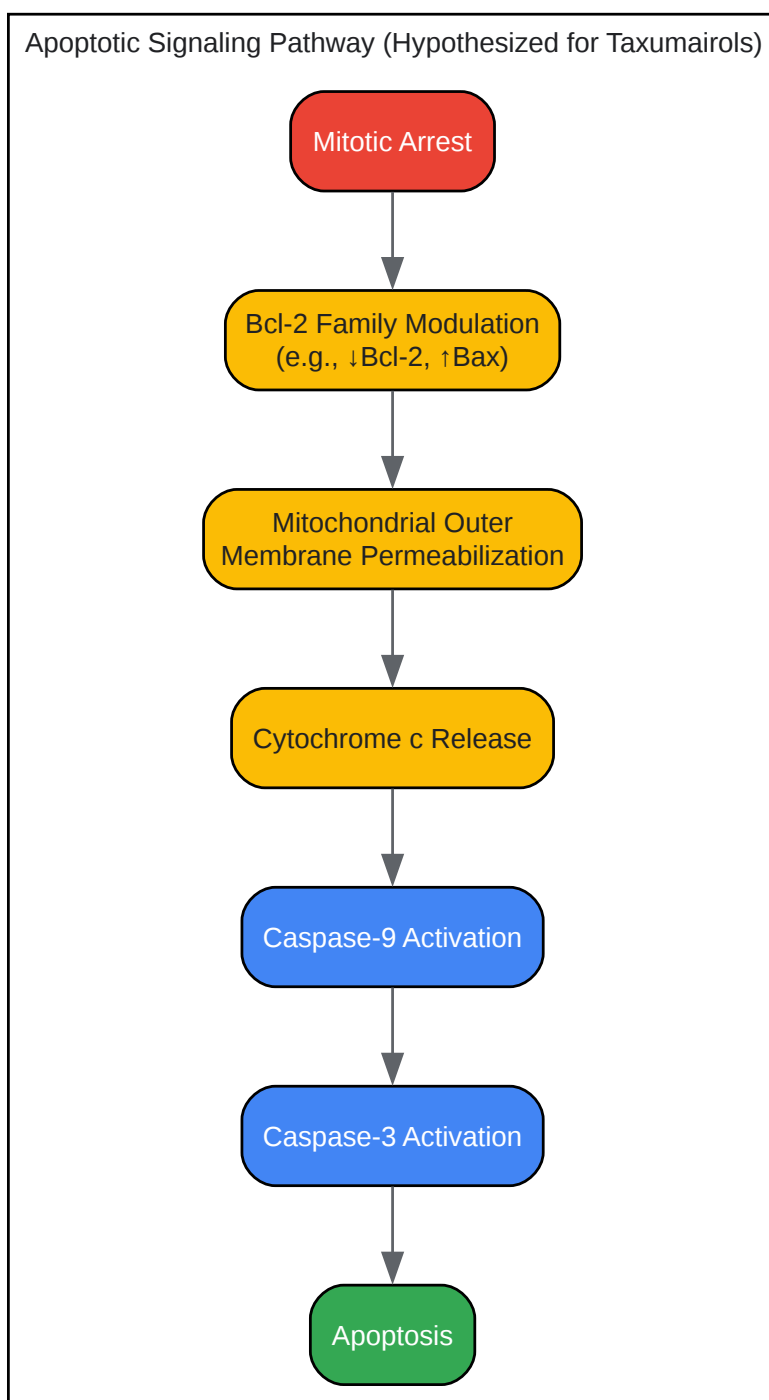 Apoptotic Signaling Pathway (Hypothesized for Taxumairols)
Mitotic Arrest
Bcl-2 Family Modulation
(e.g., ↓Bcl-2, ↑Bax)
Mitochondrial Outer
Membrane Permeabilization
Cytochrome c Release
Caspase-9 Activation
Caspase-3 Activation
Apoptosis